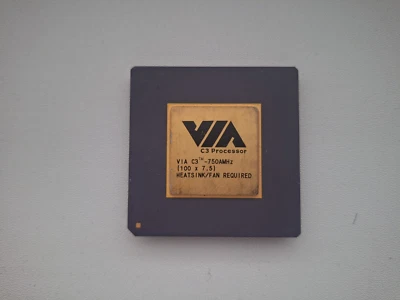 VIA
C3 Processor
VIA C3™-750AMHz
(100 x 7.5)
HEATSINK/FAN REQUIRED